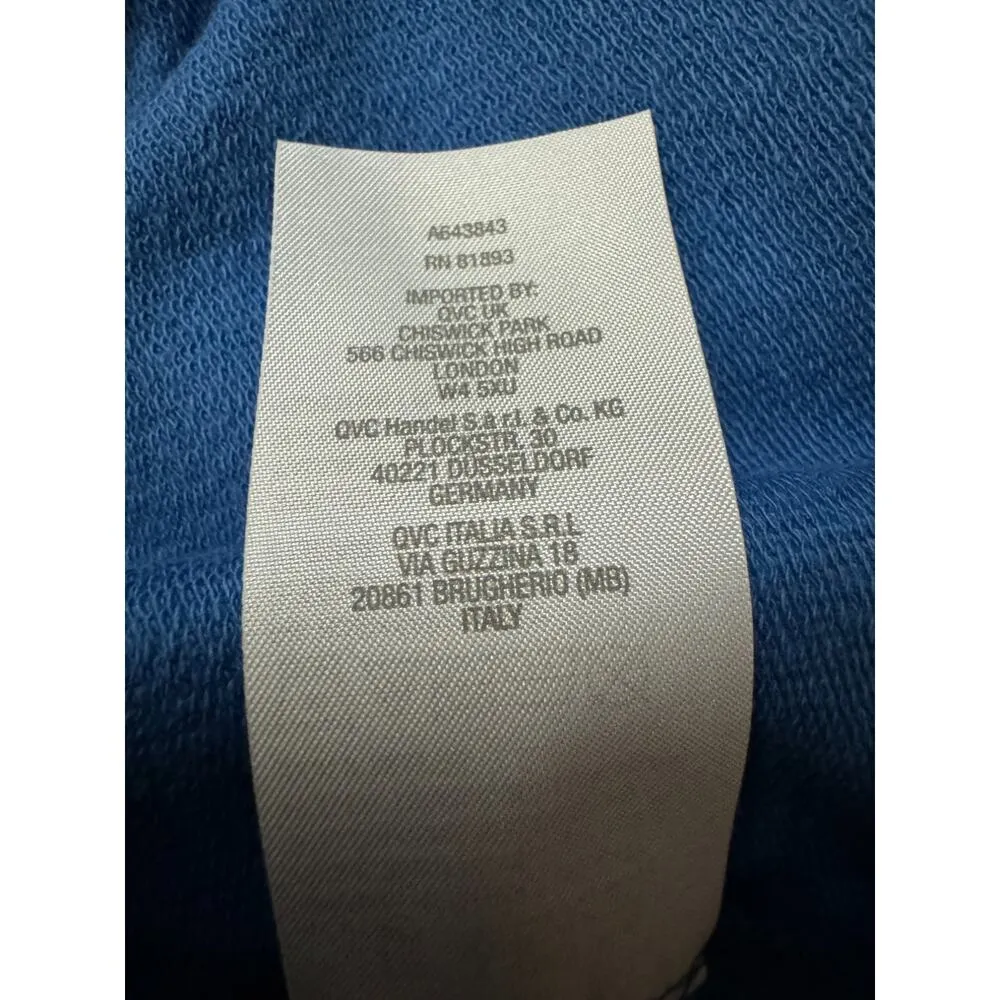 A643843
RN 81893
IMPORTED BY:
QVC UK
CHISWICK PARK
566 CHISWICK HIGH ROAD
LONDON
W4 5XU
QVC Handel S.à r.l. & Co. KG
PLOCKSTR. 30
40221 DÜSSELDORF
GERMANY
QVC ITALIA S.R.L
VIA GUZZINA 18
20861 BRUGHERIO (MB)
ITALY